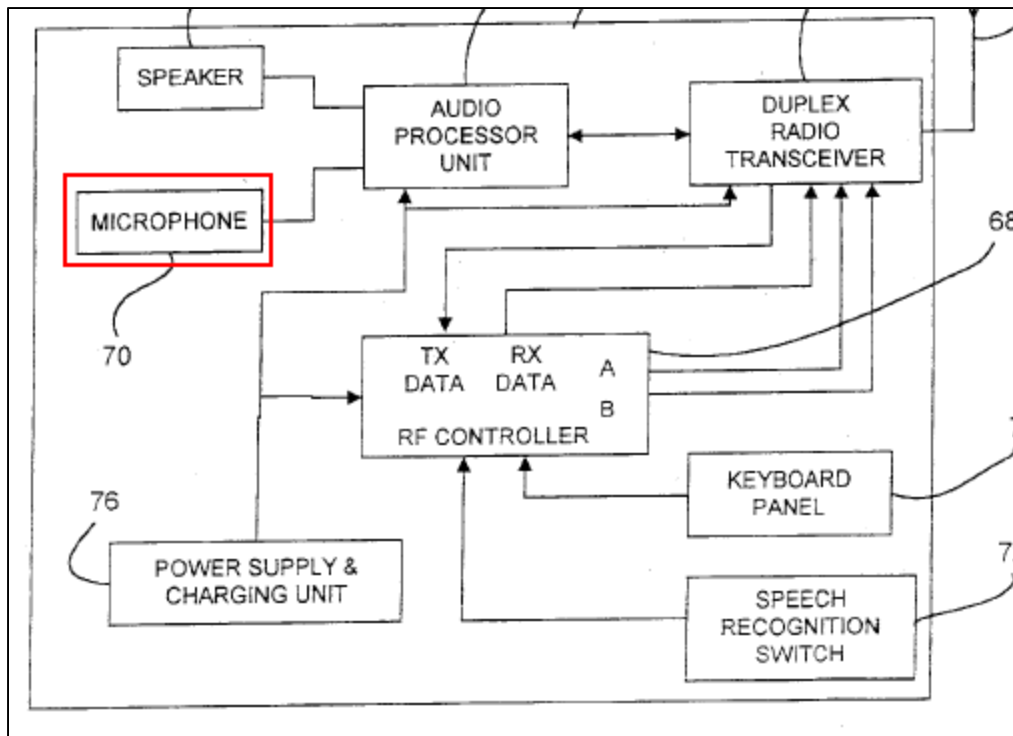 SPEAKER
AUDIO
PROCESSOR
UNIT
DUPLEX
RADIO
TRANSCEIVER
MICROPHONE
68
70
TX
DATA
RX
DATA
A
B
RF CONTROLLER
KEYBOARD
PANEL
76
POWER SUPPLY &
CHARGING UNIT
SPEECH
RECOGNITION
SWITCH